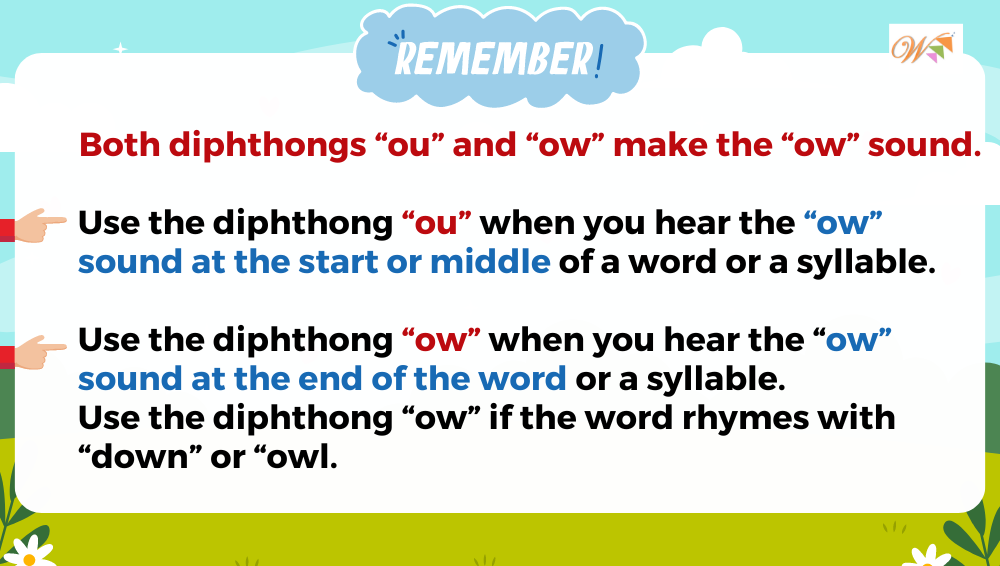 REMEMBER!
W
Both diphthongs “ou” and “ow” make the “ow” sound.
Use the diphthong “ou” when you hear the “ow”
sound at the start or middle of a word or a syllable.
Use the diphthong “ow” when you hear the “ow”
sound at the end of the word or a syllable.
Use the diphthong “ow” if the word rhymes with
“down” or “owl.